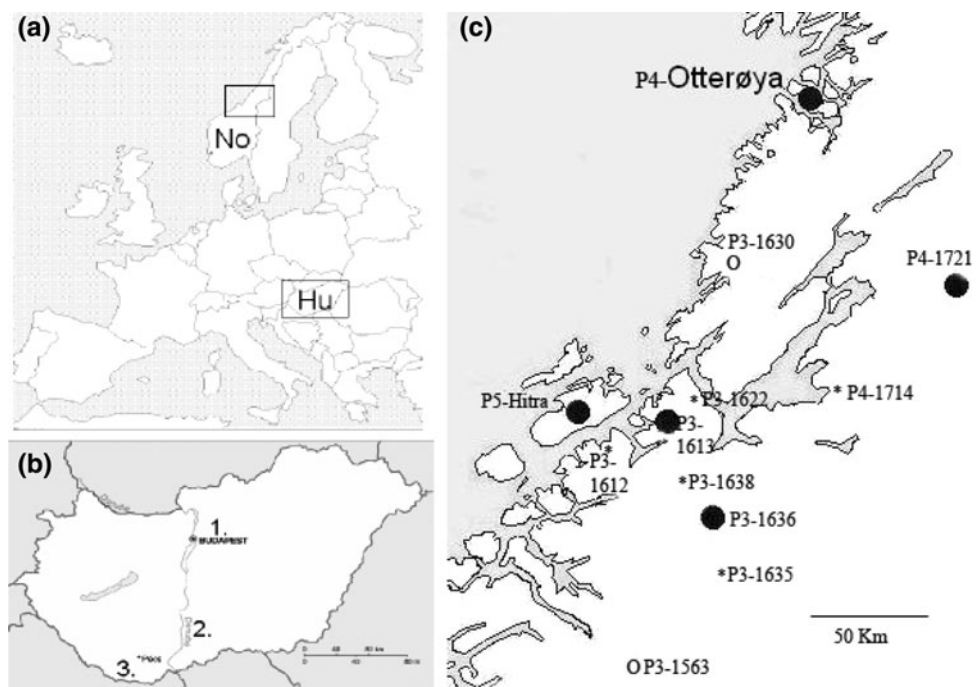 (a)
No
Hu
(b)
1.
BUDAPEST
2.
3.
Pécs
(c)
P4-Otterøya
P3-1630
O
P4-1721
P5-Hitra
*P3-1622
*P4-1714
P3-
1613
*
P3-
1612
*P3-1638
P3-1636
*P3-1635
50 Km
OP3-1563